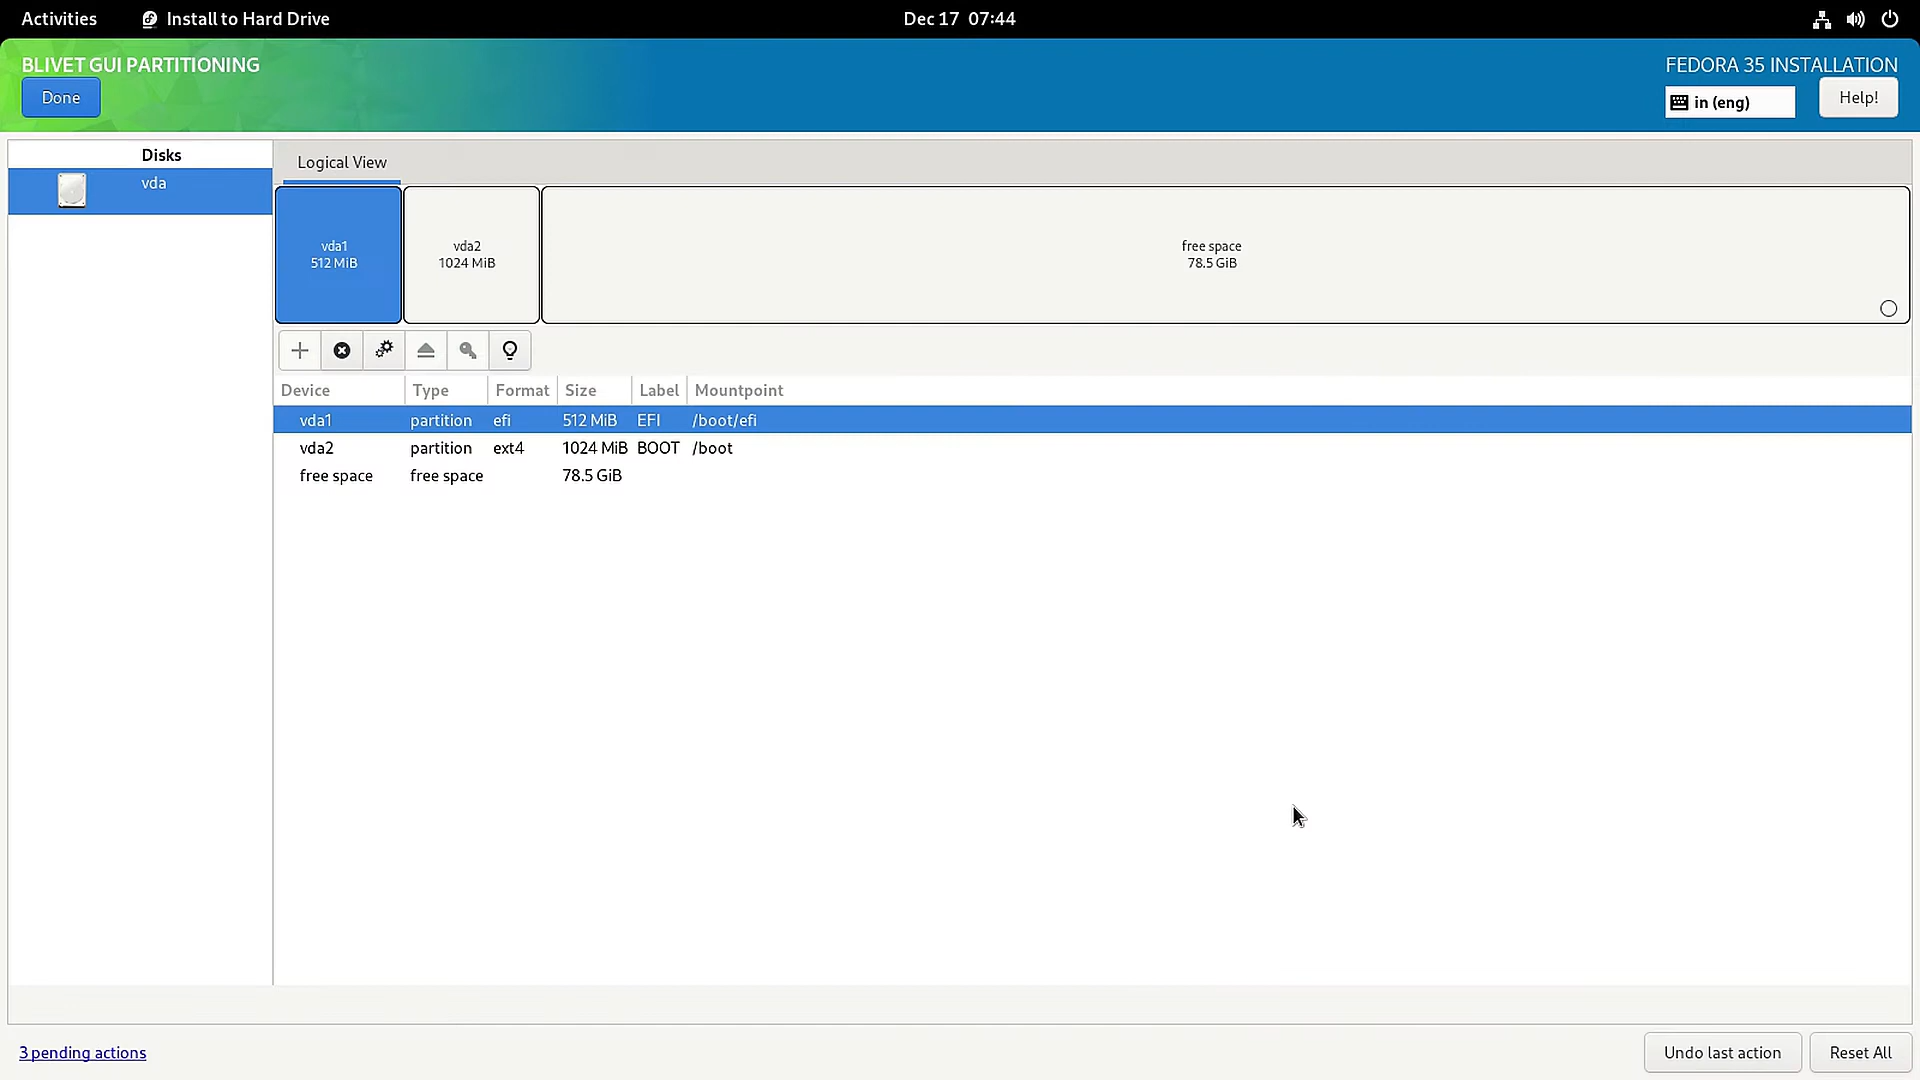 Activities
Install to Hard Drive
Dec 17 07:44
BLIVET GUI PARTITIONING
FEDORA 35 INSTALLATION
Done
in (eng)
Help!
Disks
vda
Logical View
vda1
512 MiB
vda2
1024 MiB
free space
78.5 GiB
Device Type Format Size Label Mountpoint
vda1 partition efi 512 MiB EFI /boot/efi
vda2 partition ext4 1024 MiB BOOT /boot
free space free space 78.5 GiB
3 pending actions
Undo last action
Reset All